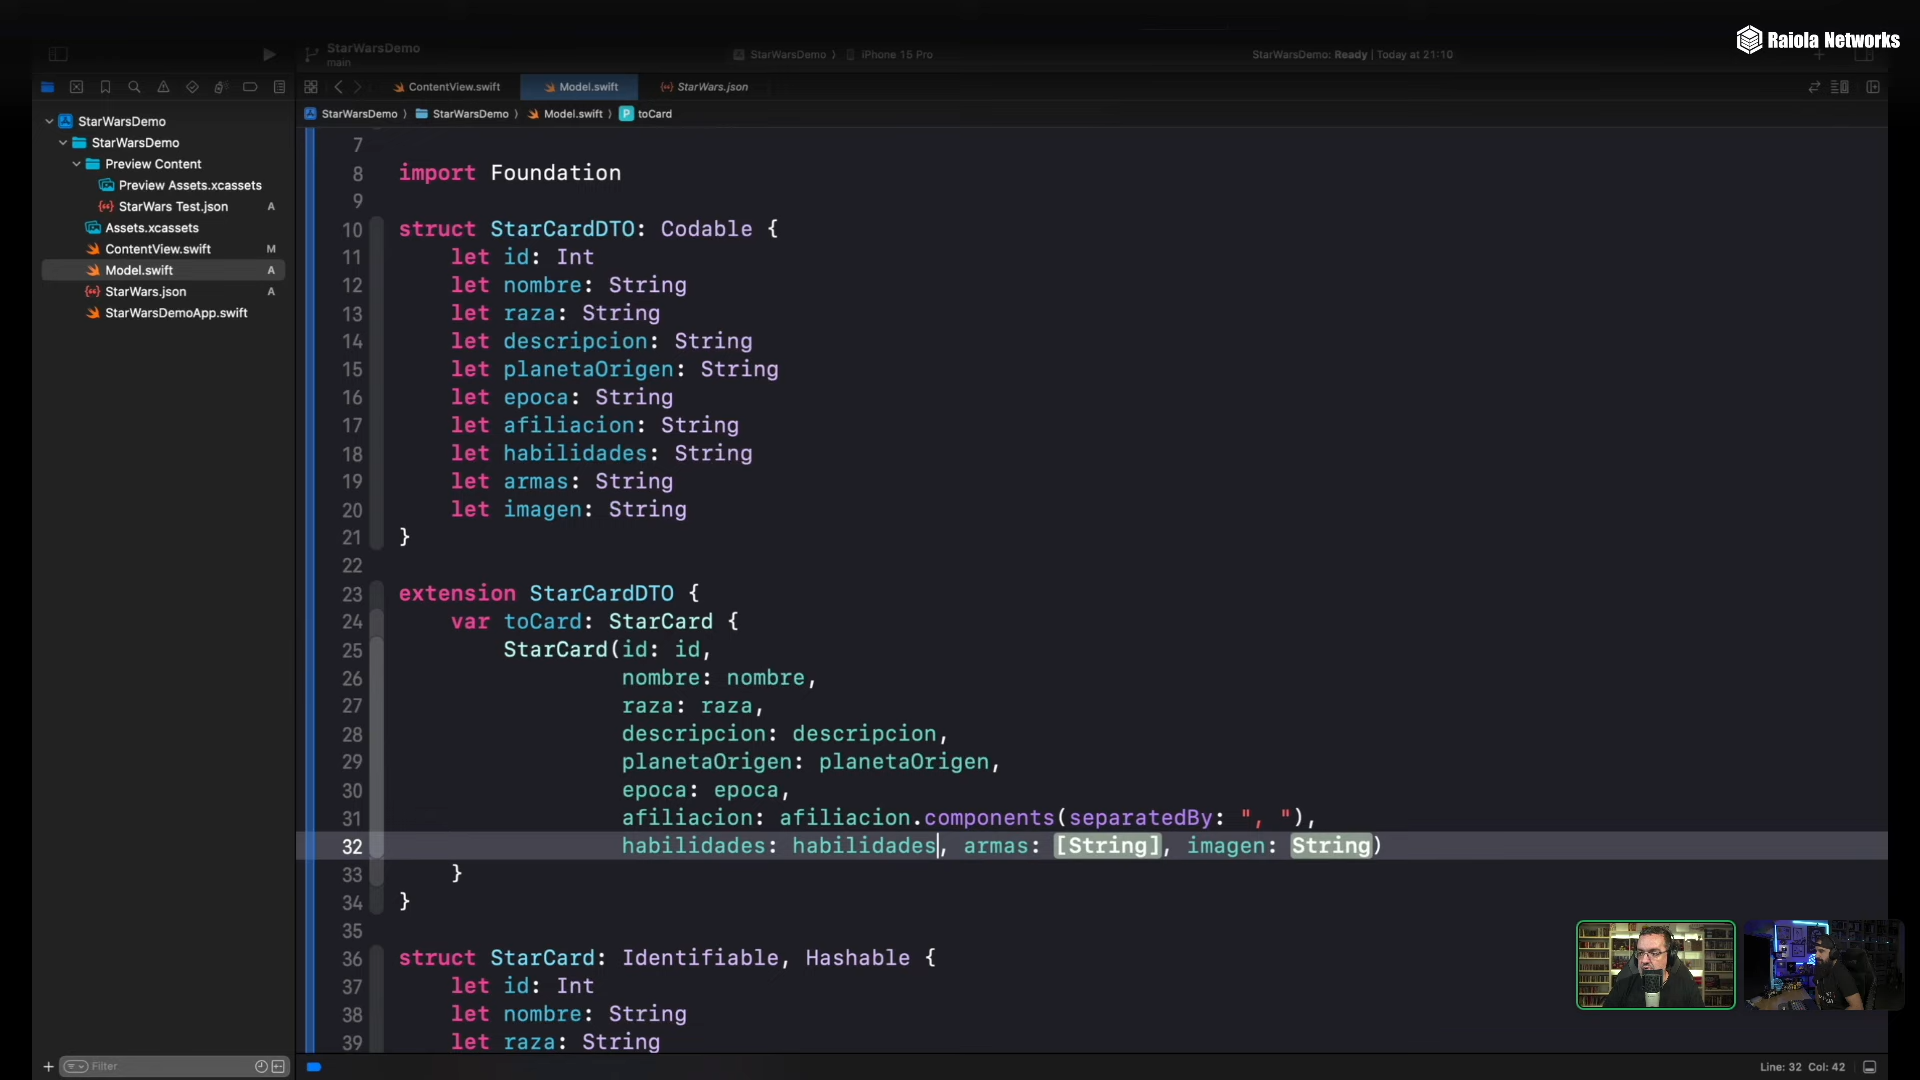 Raiola Networks
StarWarsDemo
main
StarWarsDemo 〉 iPhone 15 Pro
StarWarsDemo: Ready | Today at 21:10
ContentView.swift
Model.swift
StarWars.json
StarWarsDemo 〉 StarWarsDemo 〉 Model.swift 〉 P toCard
StarWarsDemo
StarWarsDemo
Preview Content
Preview Assets.xcassets
StarWars Test.json A
Assets.xcassets
ContentView.swift M
Model.swift A
StarWars.json A
StarWarsDemoApp.swift
7
8 import Foundation
9
10 struct StarCardDTO: Codable {
11 let id: Int
12 let nombre: String
13 let raza: String
14 let descripcion: String
15 let planetaOrigen: String
16 let epoca: String
17 let afiliacion: String
18 let habilidades: String
19 let armas: String
20 let imagen: String
21 }
22
23 extension StarCardDTO {
24 var toCard: StarCard {
25 StarCard(id: id,
26 nombre: nombre,
27 raza: raza,
28 descripcion: descripcion,
29 planetaOrigen: planetaOrigen,
30 epoca: epoca,
31 afiliacion: afiliacion.components(separatedBy: ", "),
32 habilidades: habilidades, armas: [String], imagen: String)
33 }
34 }
35
36 struct StarCard: Identifiable, Hashable {
37 let id: Int
38 let nombre: String
39 let raza: String
Filter
Line: 32 Col: 42